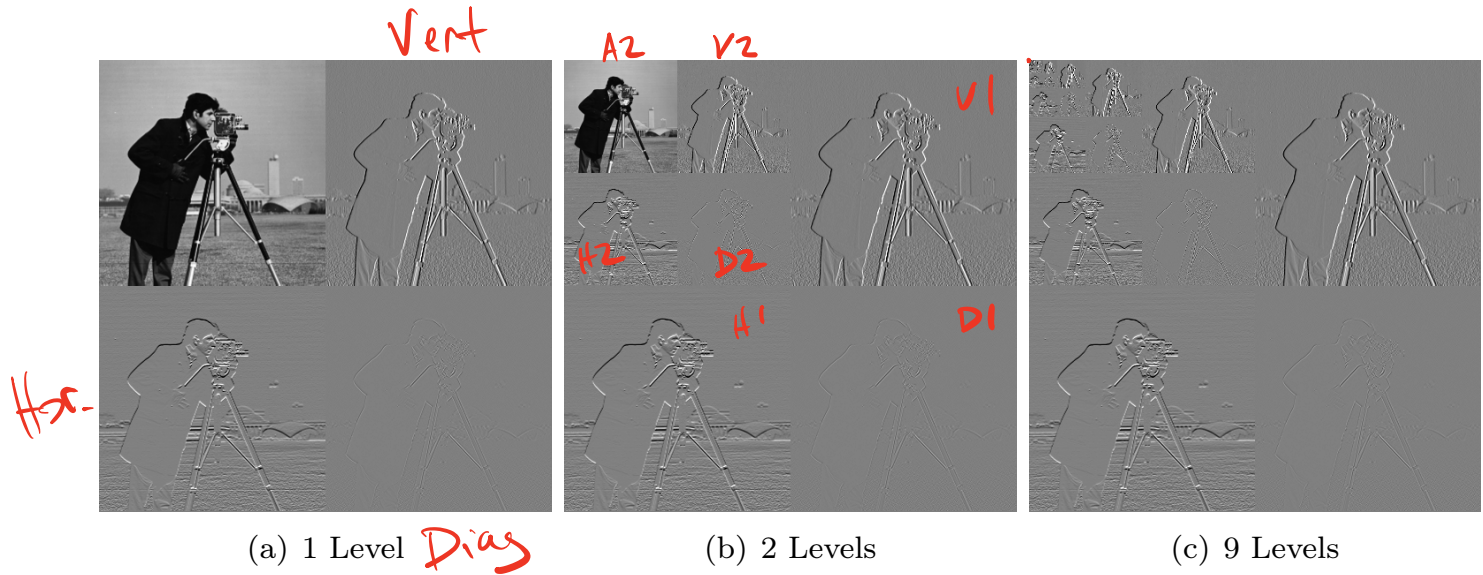 Vert
A2 V2
V1
H2 D2
H1 D1
Hor.
(a) 1 Level Diag
(b) 2 Levels
(c) 9 Levels